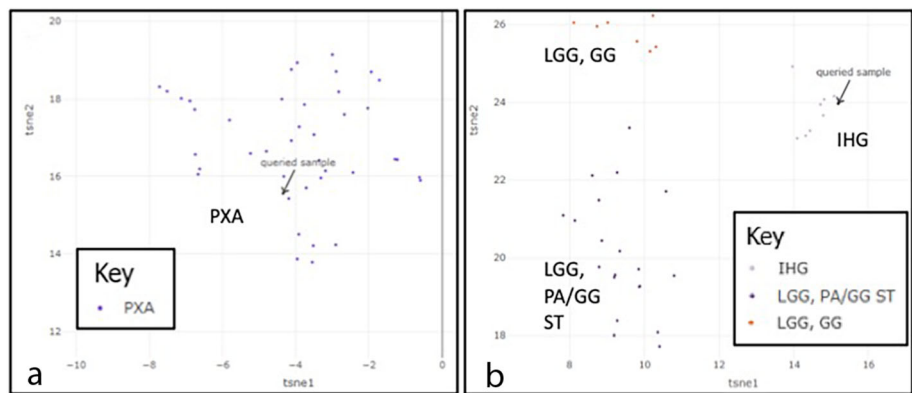 20
18
16
14
12
tsne2
queried sample
PXA
Key
PXA
−10
−8
−6
−4
−2
0
tsne1
a
26
24
22
20
18
tsne2
LGG, GG
queried sample
IHG
LGG,
PA/GG
ST
Key
IHG
LGG, PA/GG ST
LGG, GG
8
10
12
14
16
tsne1
b